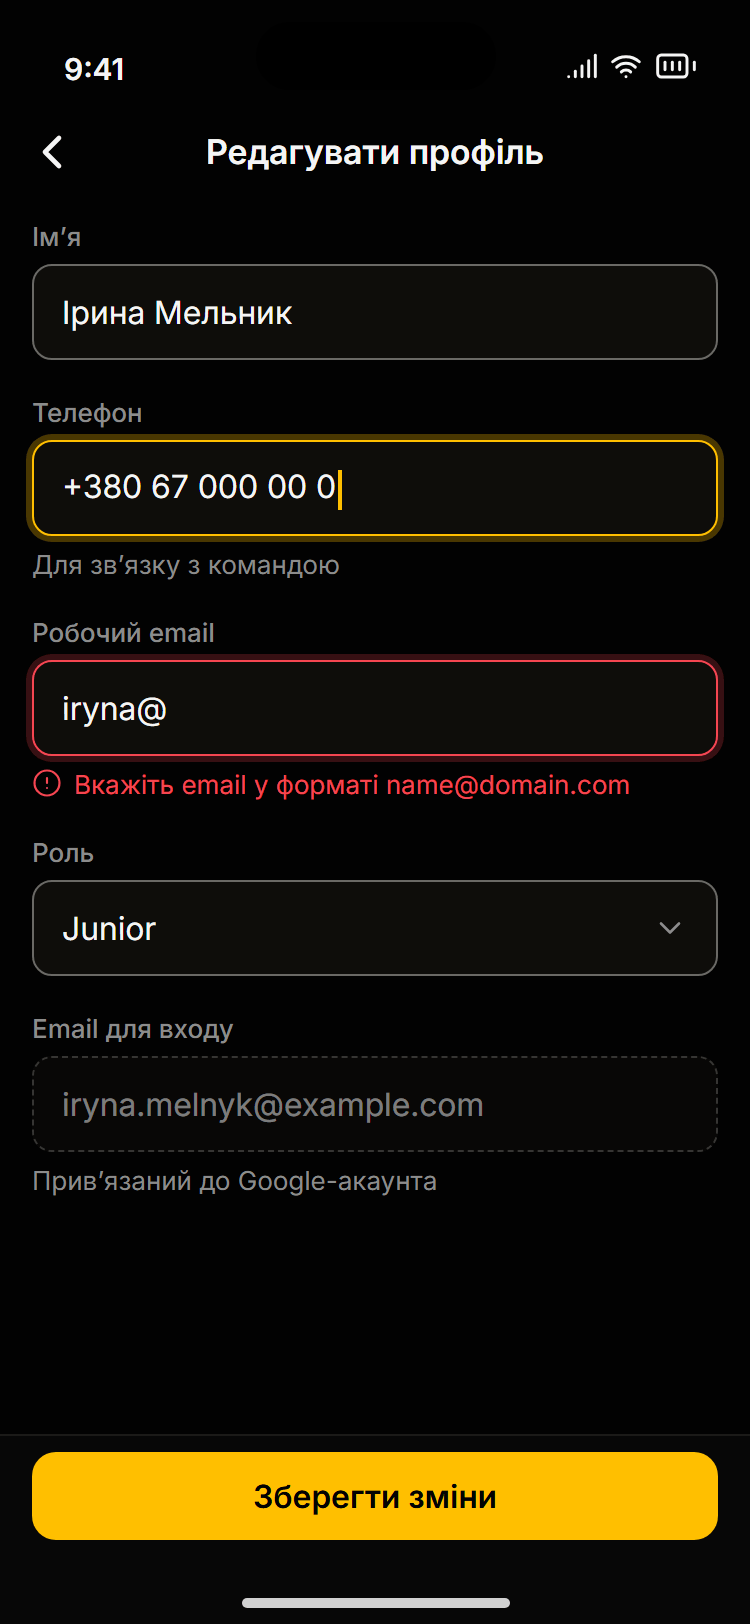 9:41
Редагувати профіль
Ім’я
Ірина Мельник
Телефон
+380 67 000 00 0
Для зв’язку з командою
Робочий email
iryna@
Вкажіть email у форматі name@domain.com
Роль
Junior
Email для входу
iryna.melnyk@example.com
Прив’язаний до Google-акаунта
Зберегти зміни